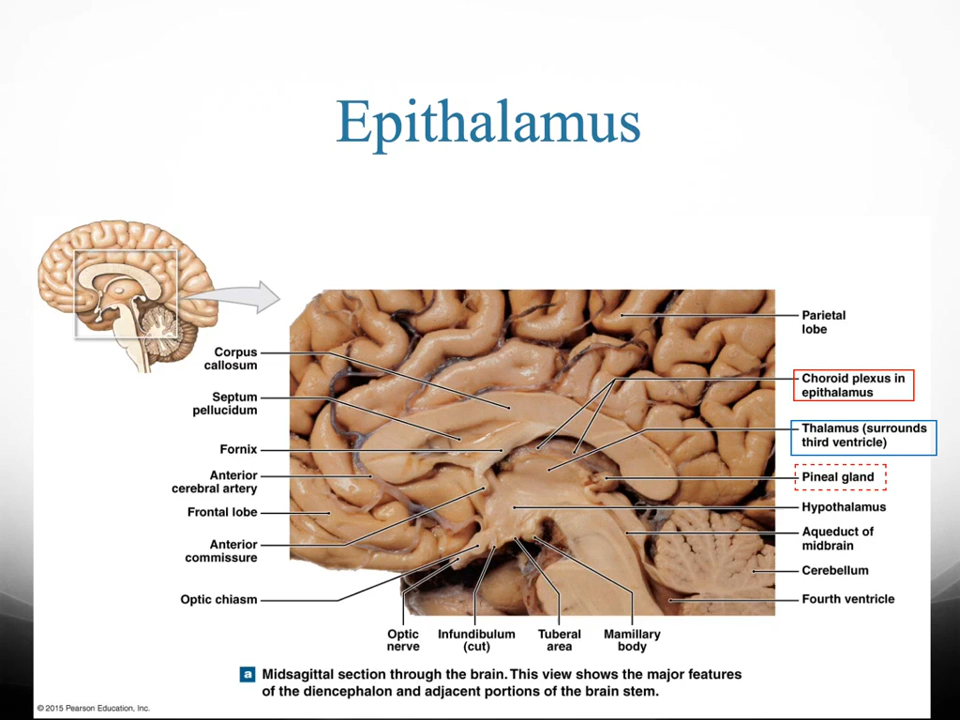 Epithalamus
Corpus
callosum
Septum
pellucidum
Fornix
Anterior
cerebral artery
Frontal lobe
Anterior
commissure
Optic chiasm
Optic
nerve
Infundibulum
(cut)
Tuberal
area
Mamillary
body
Parietal
lobe
Choroid plexus in
epithalamus
Thalamus (surrounds
third ventricle)
Pineal gland
Hypothalamus
Aqueduct of
midbrain
Cerebellum
Fourth ventricle
a Midsagittal section through the brain. This view shows the major features
of the diencephalon and adjacent portions of the brain stem.
© 2015 Pearson Education, Inc.